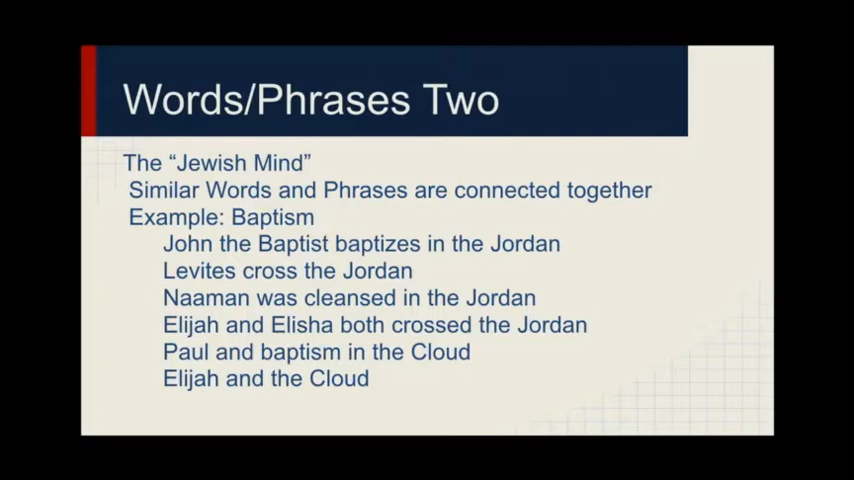 Words/Phrases Two
The “Jewish Mind”
Similar Words and Phrases are connected together
Example: Baptism
John the Baptist baptizes in the Jordan
Levites cross the Jordan
Naaman was cleansed in the Jordan
Elijah and Elisha both crossed the Jordan
Paul and baptism in the Cloud
Elijah and the Cloud